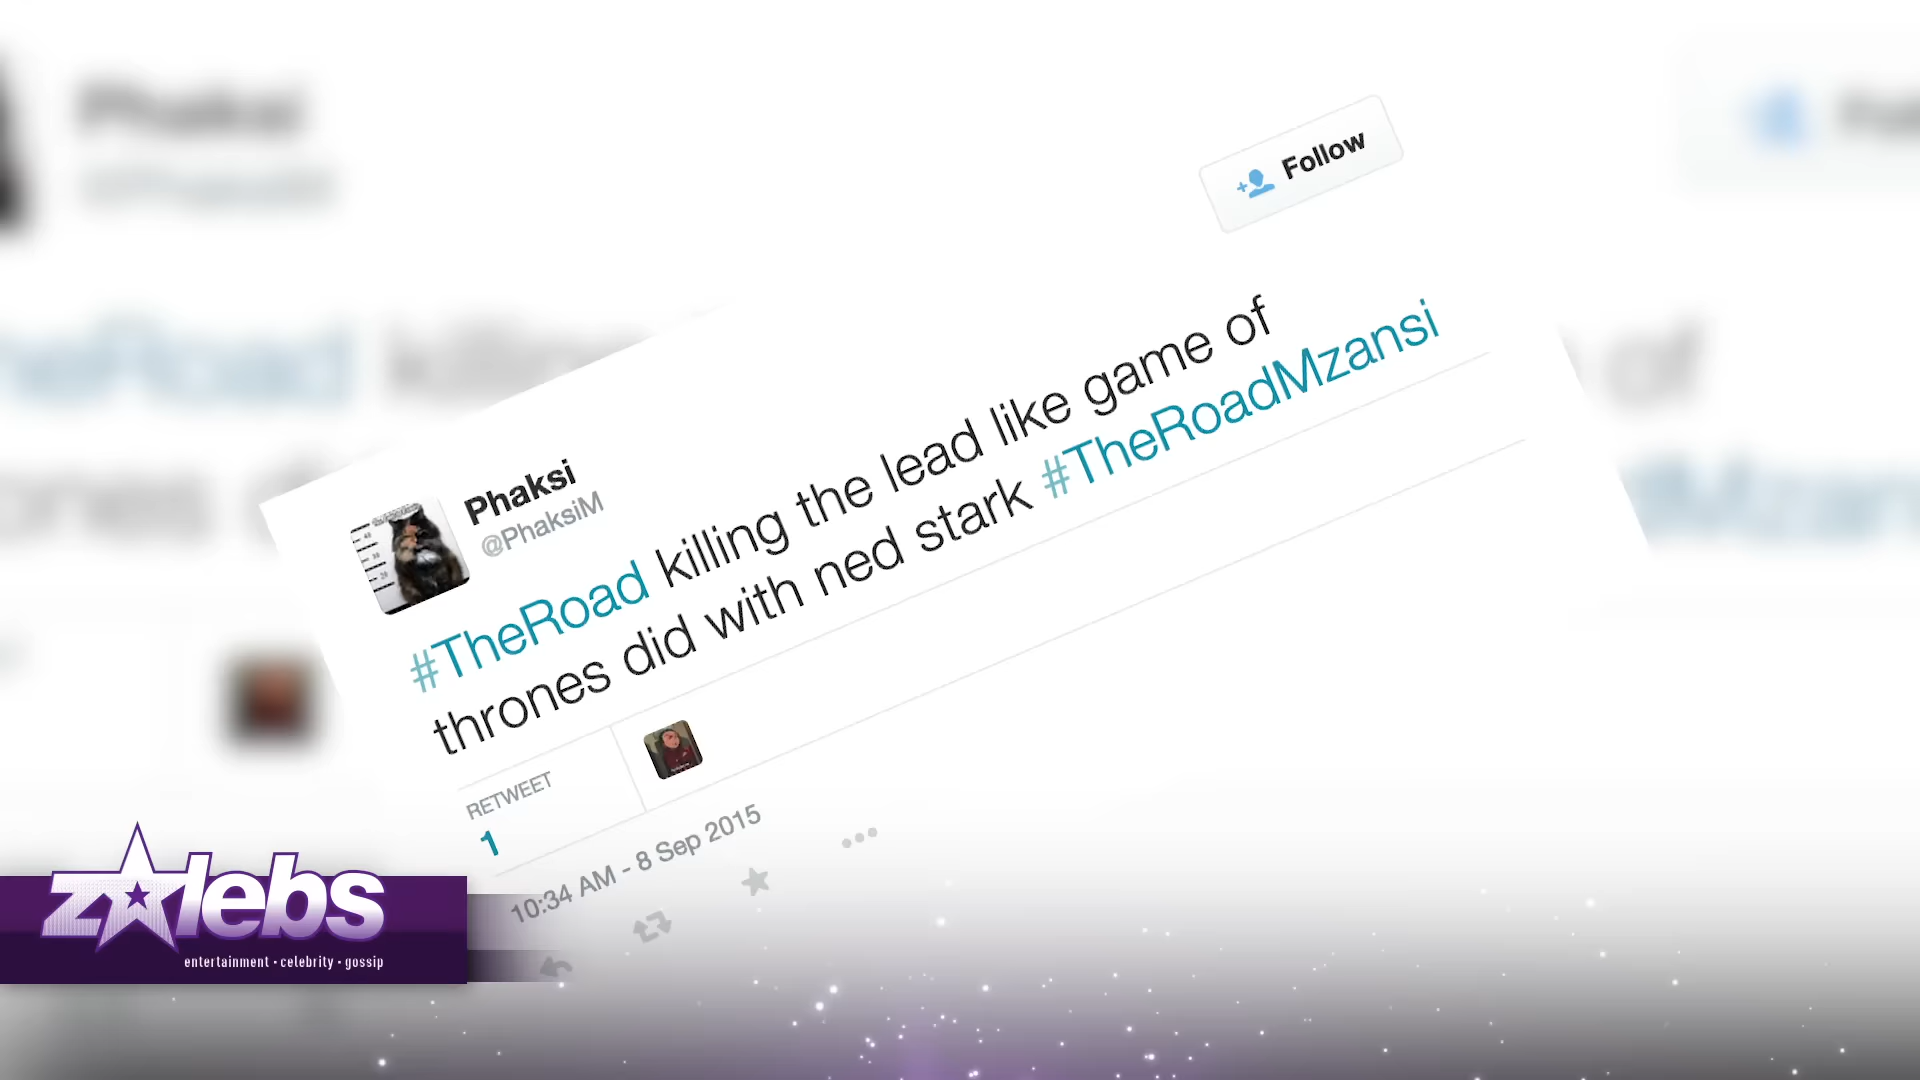 Phaksi
@PhaksiM
Follow
#TheRoad killing the lead like game of
thrones did with ned stark #TheRoadMzansi
RETWEET
1
10:34 AM - 8 Sep 2015
zalebs
entertainment · celebrity · gossip